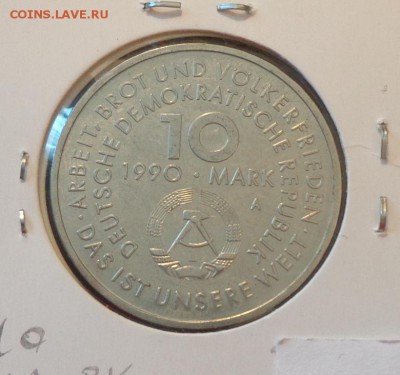 COINS.LAVE.RU
ARBEIT, BROT UND VÖLKERFRIEDEN · DAS IST UNSERE WELT ·
DEUTSCHE DEMOKRATISCHE REPUBLIK
10
1990 · MARK
A